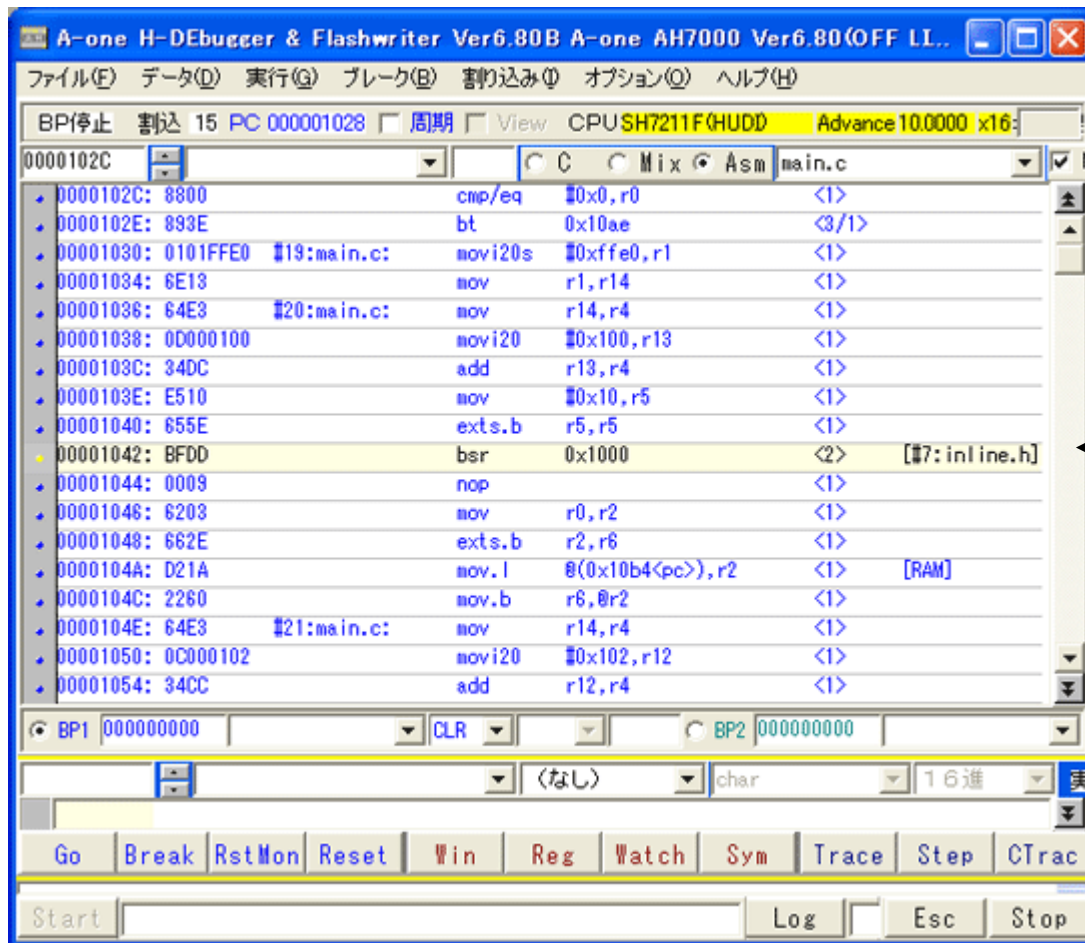 A-one H-DEbugger & Flashwriter Ver6.80B A-one AH7000 Ver6.80(OFF LI..
ファイル(F) データ(D) 実行(G) ブレーク(B) 割り込み(I) オプション(O) ヘルプ(H)
BP停止 割込 15 PC 000001028 周期 View CPU SH7211F(HUDI) Advance 10.0000 x16:
0000102C C Mix Asm main.c
0000102C: 8800 cmp/eq #0x0,r0 <1>
0000102E: 893E bt 0x10ae <3/1>
00001030: 0101FFE0 #19:main.c: movi20s #0xffe0,r1 <1>
00001034: 6E13 mov r1,r14 <1>
00001036: 64E3 #20:main.c: mov r14,r4 <1>
00001038: 0D000100 movi20 #0x100,r13 <1>
0000103C: 34DC add r13,r4 <1>
0000103E: E510 mov #0x10,r5 <1>
00001040: 655E exts.b r5,r5 <1>
00001042: BFDD bsr 0x1000 <2> [#7:inline.h]
00001044: 0009 nop <1>
00001046: 6203 mov r0,r2 <1>
00001048: 662E exts.b r2,r6 <1>
0000104A: D21A mov.l @(0x10b4<pc>),r2 <1> [RAM]
0000104C: 2260 mov.b r6,@r2 <1>
0000104E: 64E3 #21:main.c: mov r14,r4 <1>
00001050: 0C000102 movi20 #0x102,r12 <1>
00001054: 34CC add r12,r4 <1>
BP1 000000000 CLR BP2 000000000
(なし) char 16進 実
Go Break RstMon Reset Win Reg Watch Sym Trace Step CTrac
Start Log Esc Stop